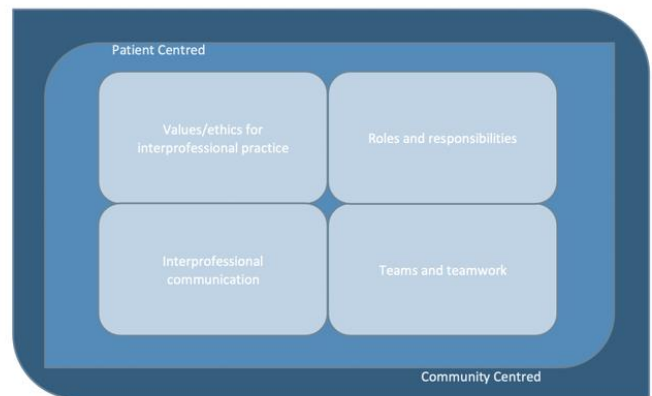 Patient Centred
Values/ethics for
interprofessional practice
Roles and responsibilities
Interprofessional
communication
Teams and teamwork
Community Centred